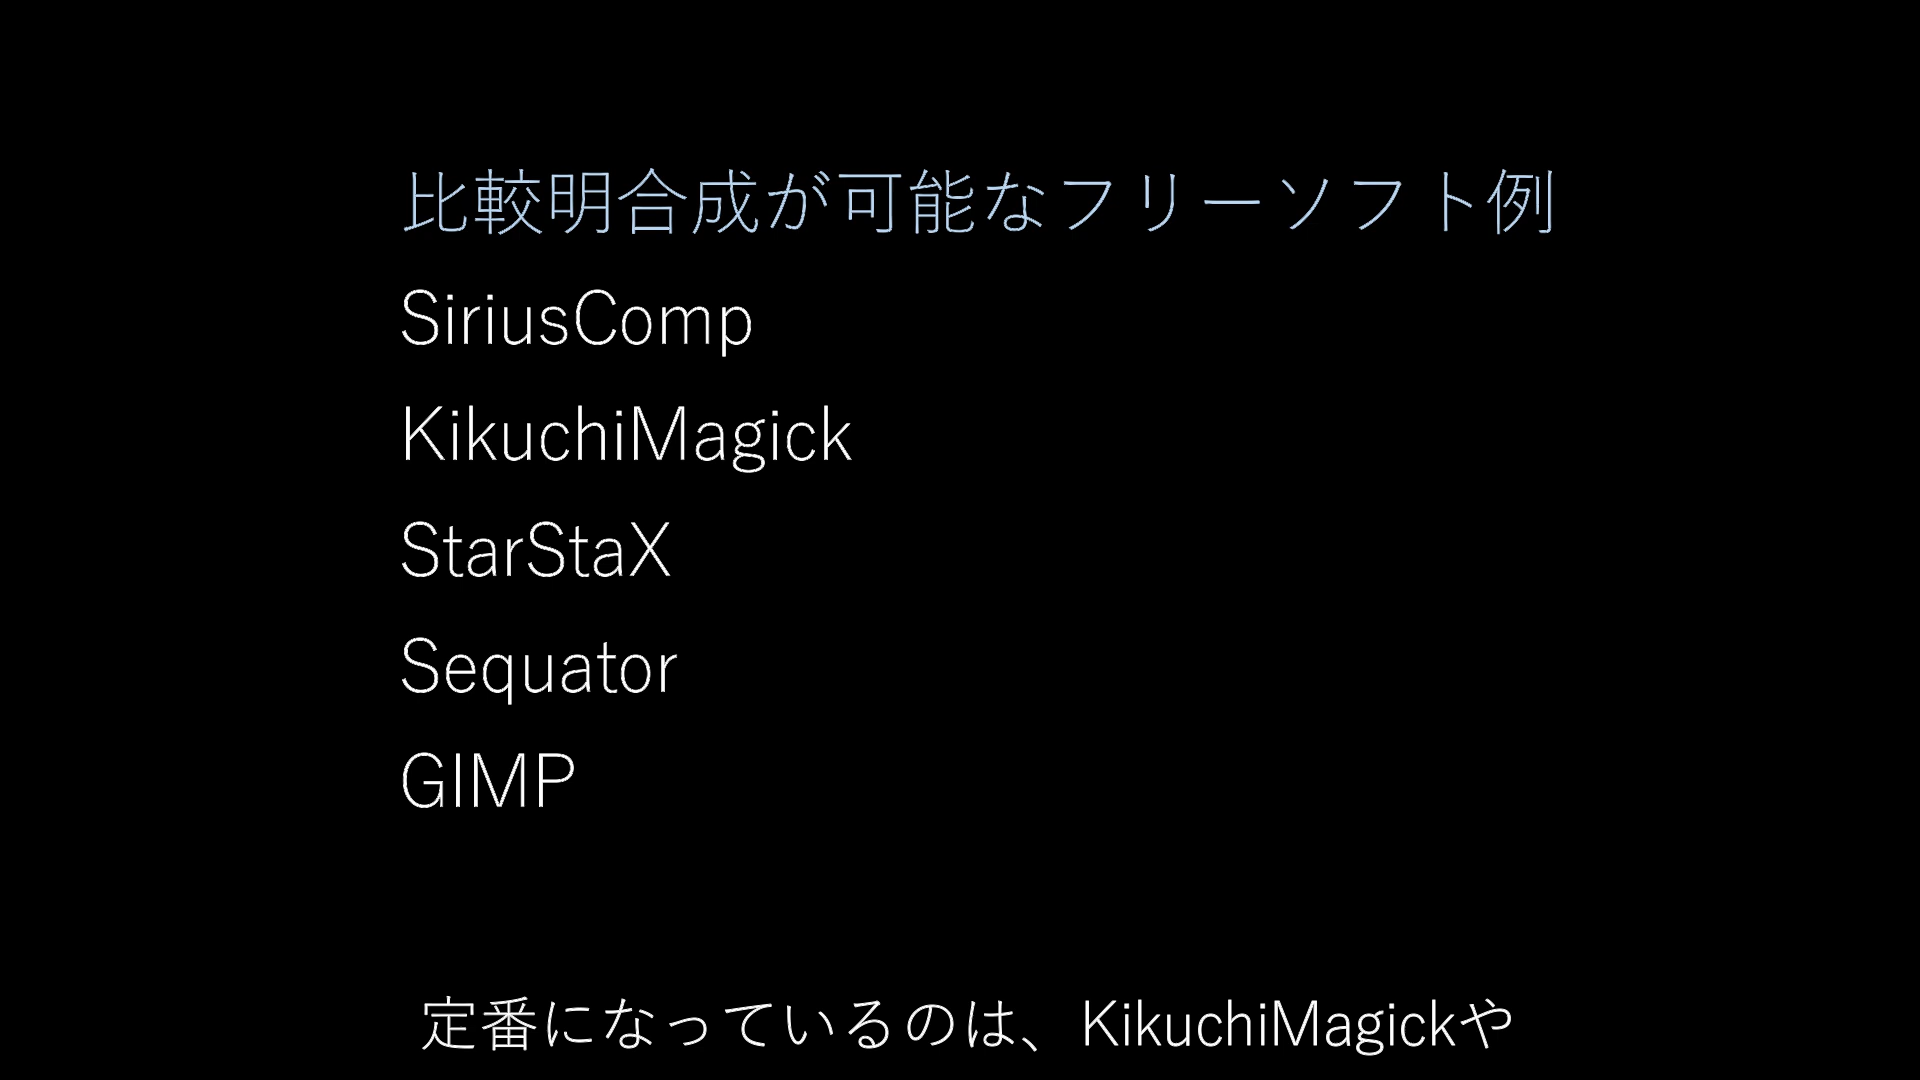 比較明合成が可能なフリーソフト例
SiriusComp
KikuchiMagick
StarStaX
Sequator
GIMP
定番になっているのは、KikuchiMagickや